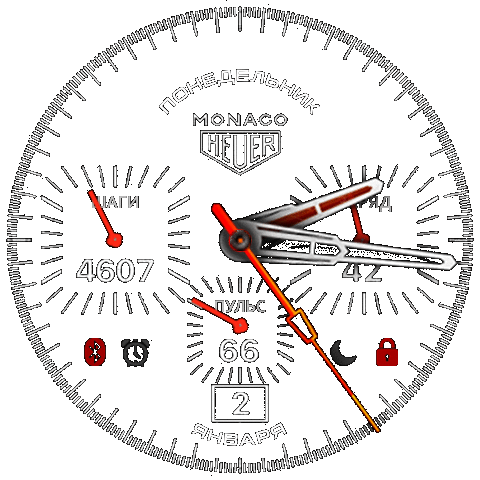 ПОНЕДЕЛЬНИК
MONACO
HEUER
ШАГИ
4607
42
ПУЛЬС
66
2
ЯНВАРЯ